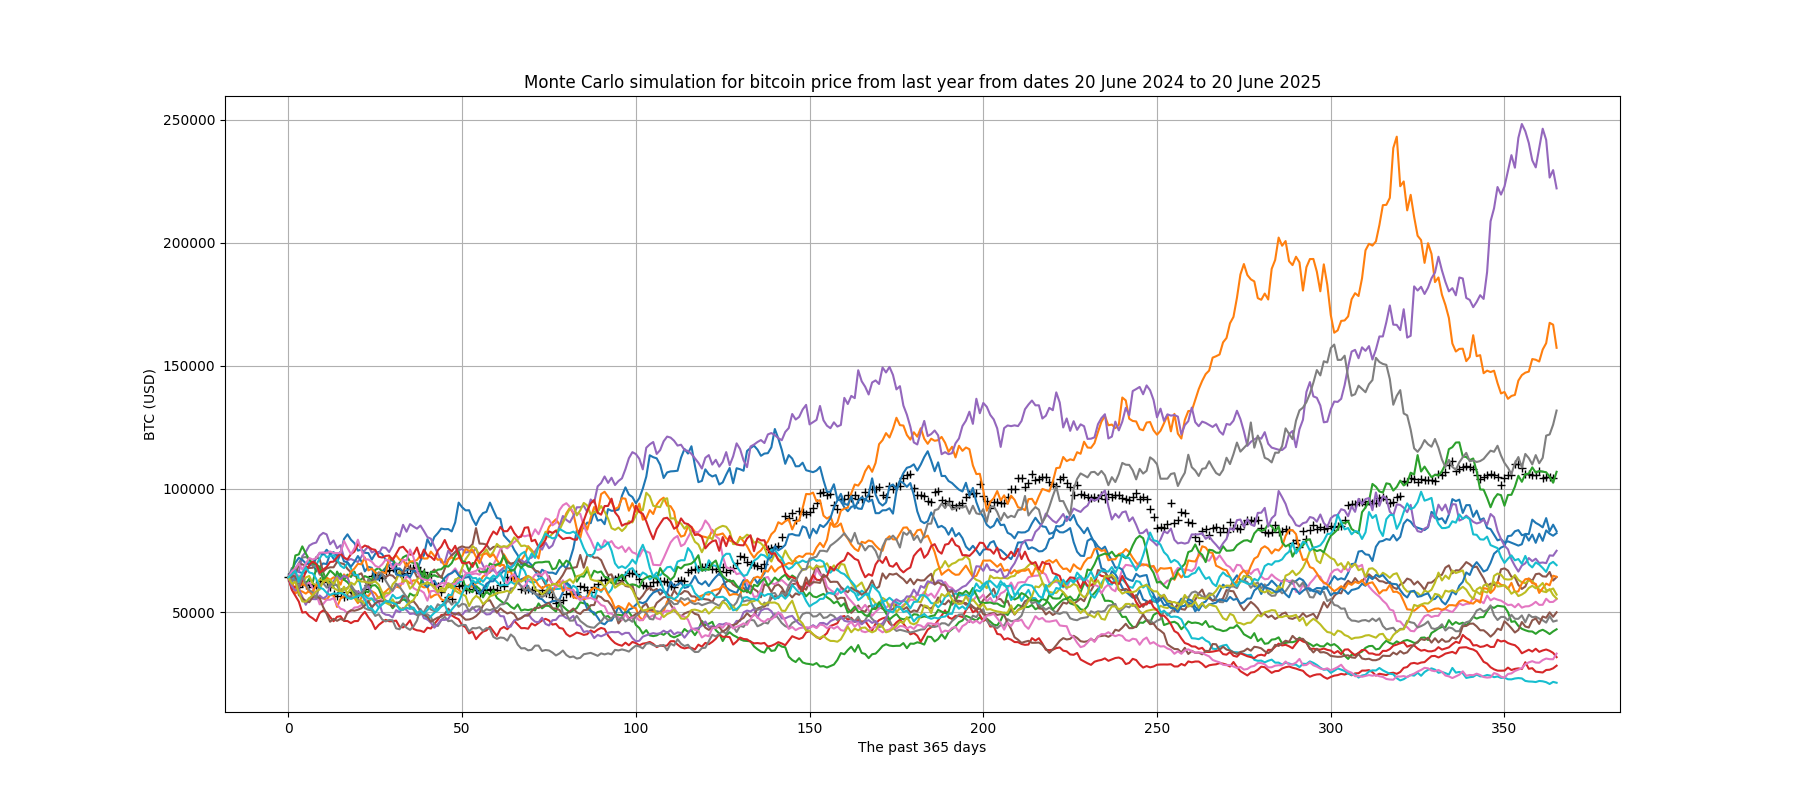 Monte Carlo simulation for bitcoin price from last year from dates 20 June 2024 to 20 June 2025
250000
200000
150000
100000
50000
BTC (USD)
0 50 100 150 200 250 300 350
The past 365 days